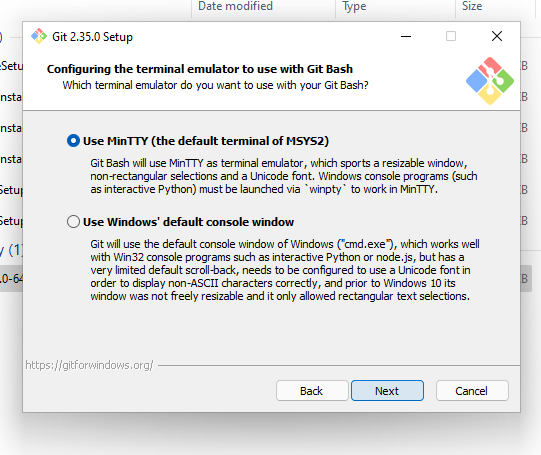 Date modified Type Size
)
Git 2.35.0 Setup
Configuring the terminal emulator to use with Git Bash
Which terminal emulator do you want to use with your Git Bash?
Use MinTTY (the default terminal of MSYS2)
Git Bash will use MinTTY as terminal emulator, which sports a resizable window,
non-rectangular selections and a Unicode font. Windows console programs (such
as interactive Python) must be launched via `winpty` to work in MinTTY.
Use Windows' default console window
Git will use the default console window of Windows ("cmd.exe"), which works well
with Win32 console programs such as interactive Python or node.js, but has a
very limited default scroll-back, needs to be configured to use a Unicode font in
order to display non-ASCII characters correctly, and prior to Windows 10 its
window was not freely resizable and it only allowed rectangular text selections.
https://gitforwindows.org/
Back Next Cancel